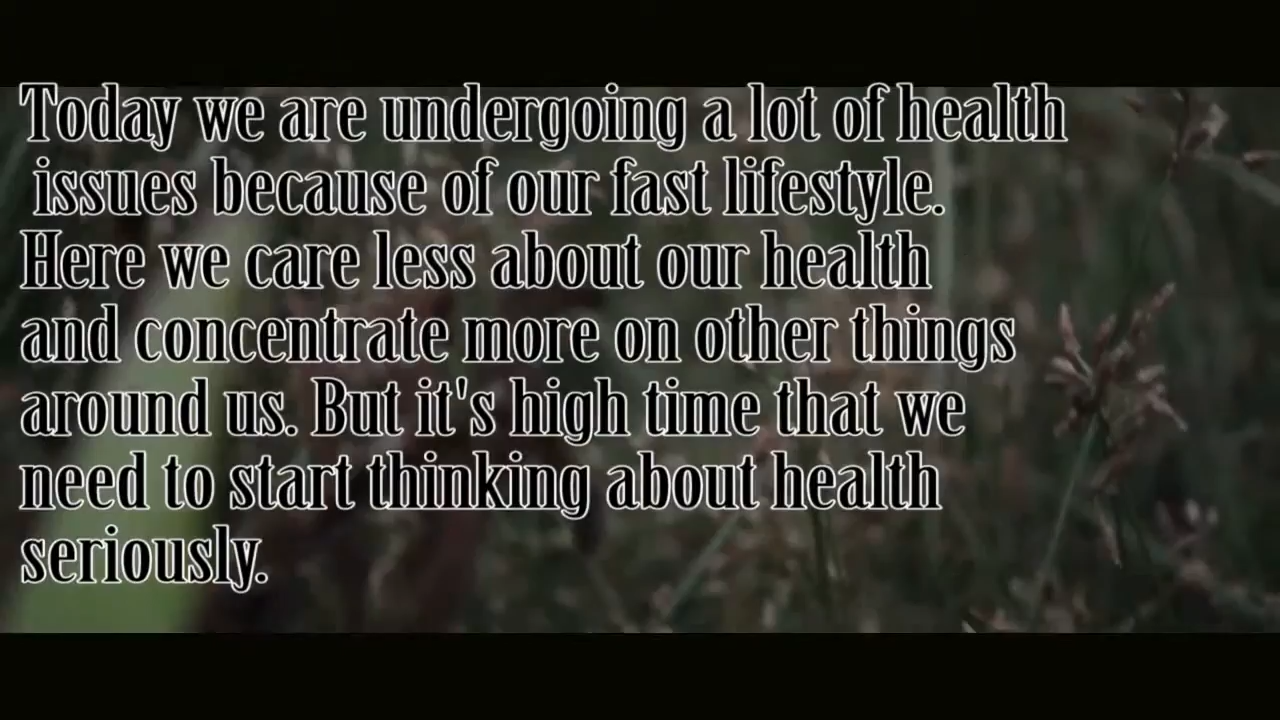 Today we are undergoing a lot of health
issues because of our fast lifestyle.
Here we care less about our health
and concentrate more on other things
around us. But it's high time that we
need to start thinking about health
seriously.